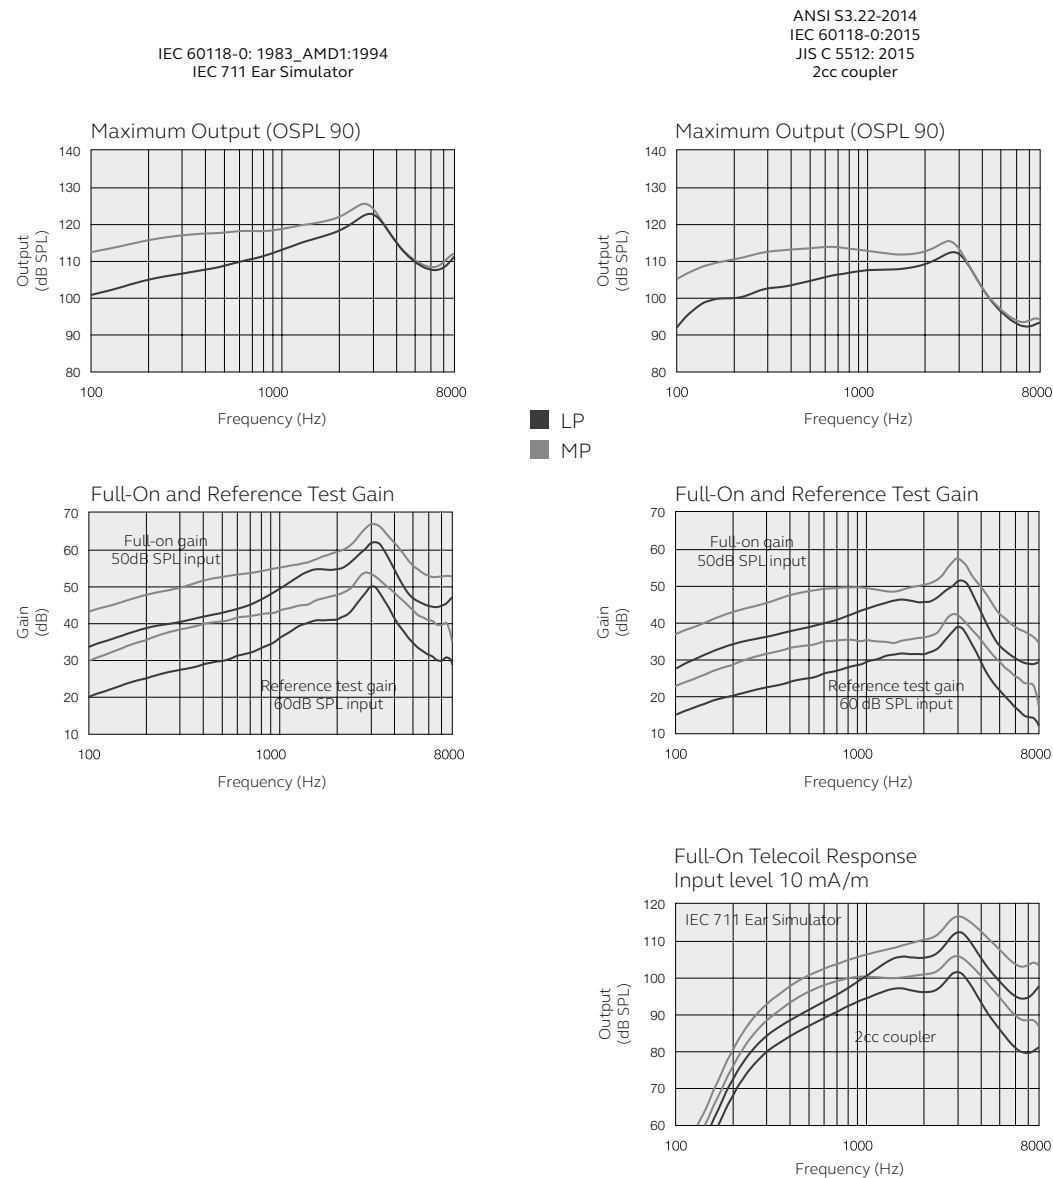 IEC 60118-0: 1983_AMD1:1994
IEC 711 Ear Simulator
ANSI S3.22-2014
IEC 60118-0:2015
JIS C 5512: 2015
2cc coupler
Maximum Output (OSPL 90)
140
130
120
110
100
90
80
Output
(dB SPL)
100
1000
8000
Frequency (Hz)
Maximum Output (OSPL 90)
140
130
120
110
100
90
80
Output
(dB SPL)
100
1000
8000
Frequency (Hz)
LP
MP
Full-On and Reference Test Gain
70
60
50
40
30
20
10
Gain
(dB)
Full-on gain
50dB SPL input
Reference test gain
60dB SPL input
100
1000
8000
Frequency (Hz)
Full-On and Reference Test Gain
70
60
50
40
30
20
10
Gain
(dB)
Full-on gain
50dB SPL input
Reference test gain
60 dB SPL input
100
1000
8000
Frequency (Hz)
Full-On Telecoil Response
Input level 10 mA/m
120
110
100
90
80
70
60
Output
(dB SPL)
IEC 711 Ear Simulator
2cc coupler
100
1000
8000
Frequency (Hz)